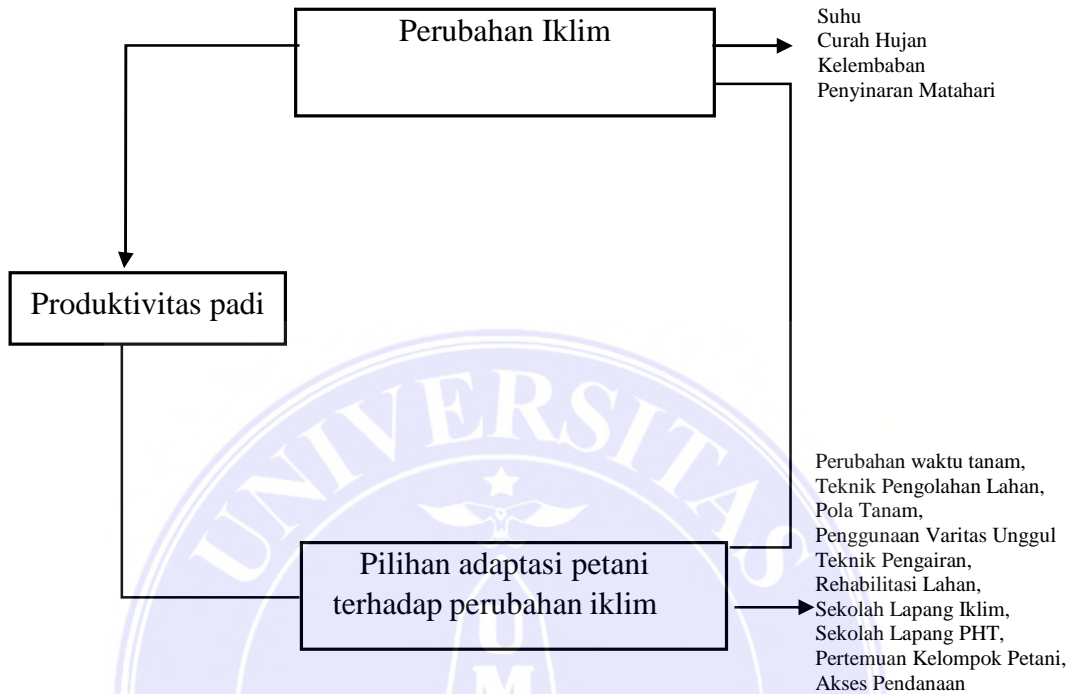 Perubahan Iklim
Suhu
Curah Hujan
Kelembaban
Penyinaran Matahari
Produktivitas padi
UNIVERSITAS
Pilihan adaptasi petani
terhadap perubahan iklim
Perubahan waktu tanam,
Teknik Pengolahan Lahan,
Pola Tanam,
Penggunaan Varitas Unggul
Teknik Pengairan,
Rehabilitasi Lahan,
Sekolah Lapang Iklim,
Sekolah Lapang PHT,
Pertemuan Kelompok Petani,
Akses Pendanaan
U
M